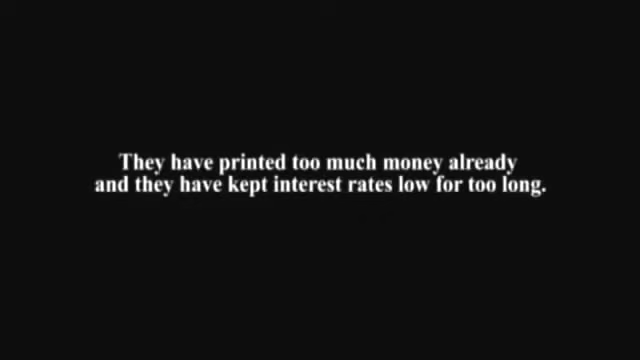 They have printed too much money already
and they have kept interest rates low for too long.